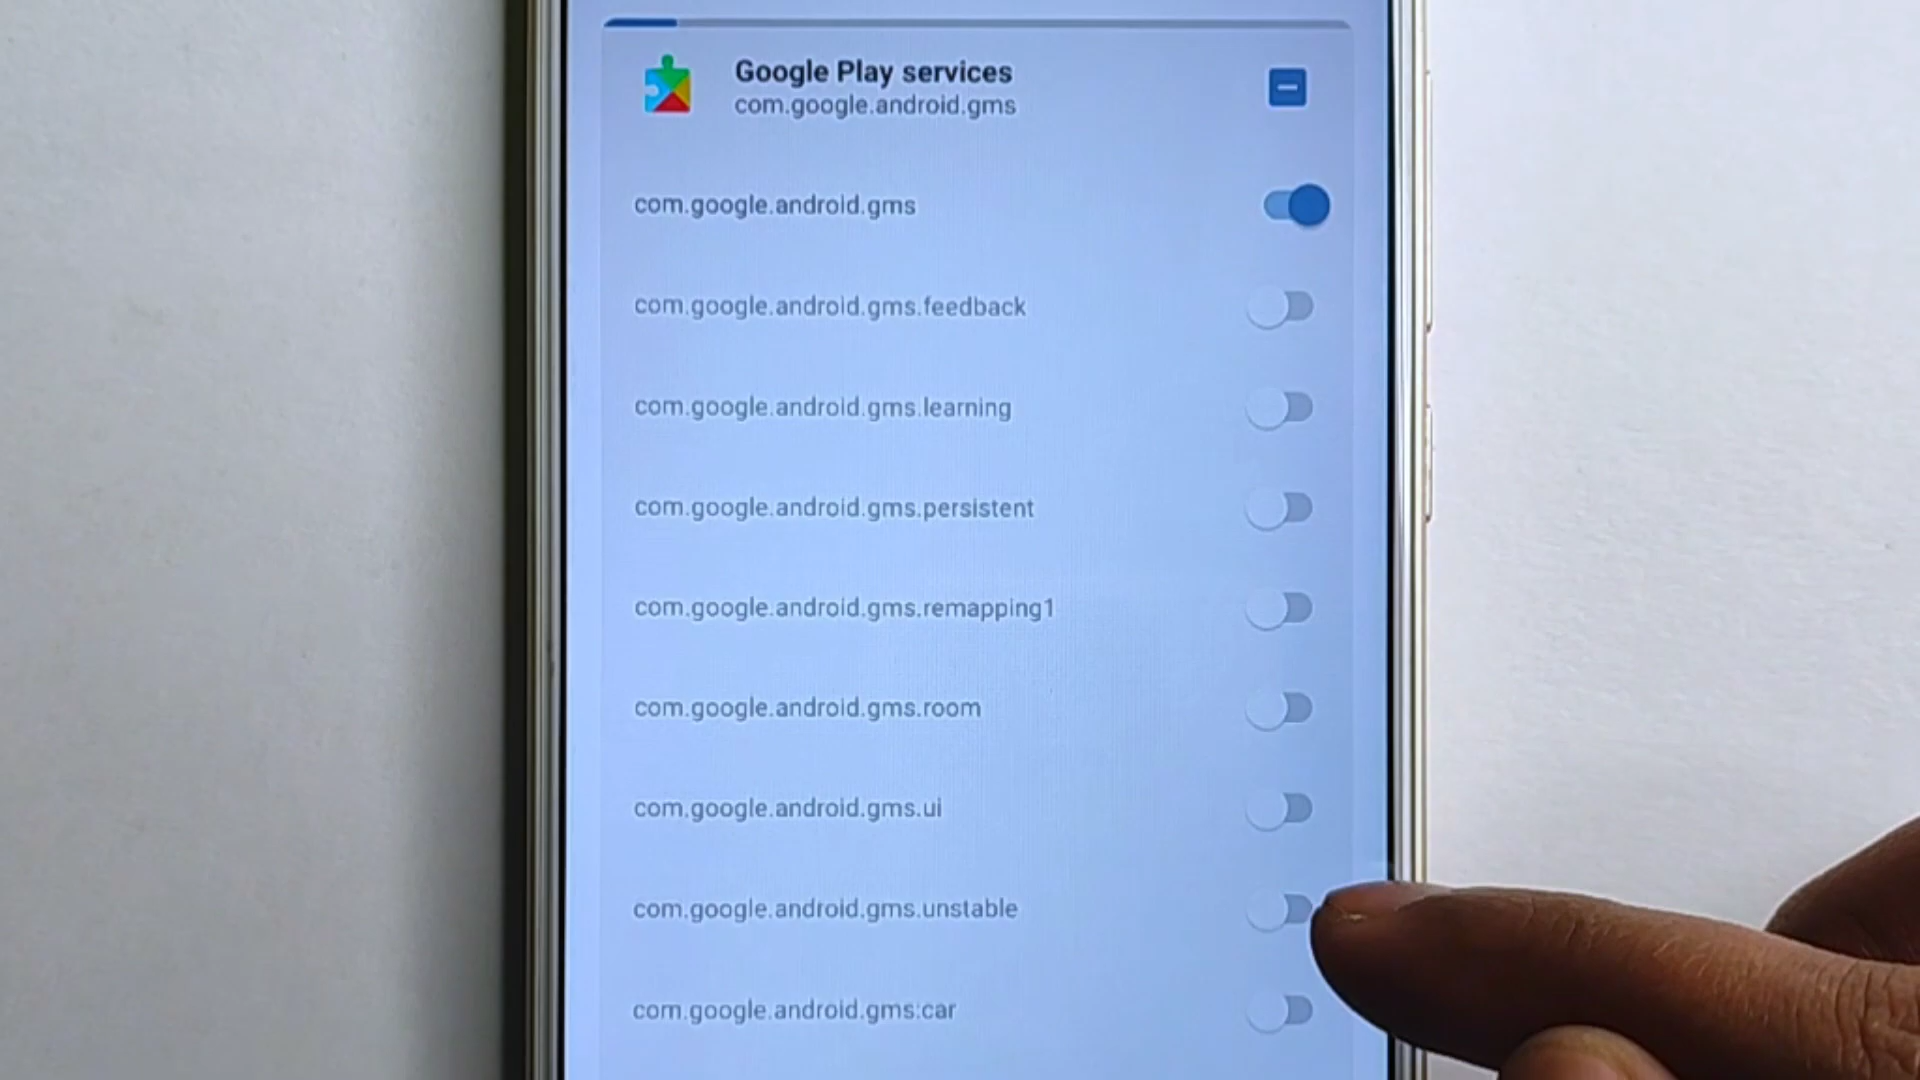 Google Play services
com.google.android.gms
com.google.android.gms
com.google.android.gms.feedback
com.google.android.gms.learning
com.google.android.gms.persistent
com.google.android.gms.remapping1
com.google.android.gms.room
com.google.android.gms.ui
com.google.android.gms.unstable
com.google.android.gms:car